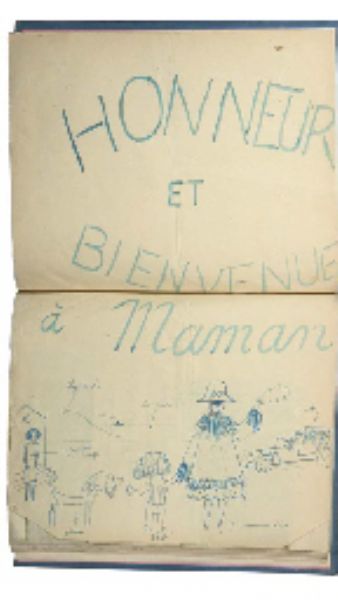 HONNEUR
ET
BIENVENUE
à Maman